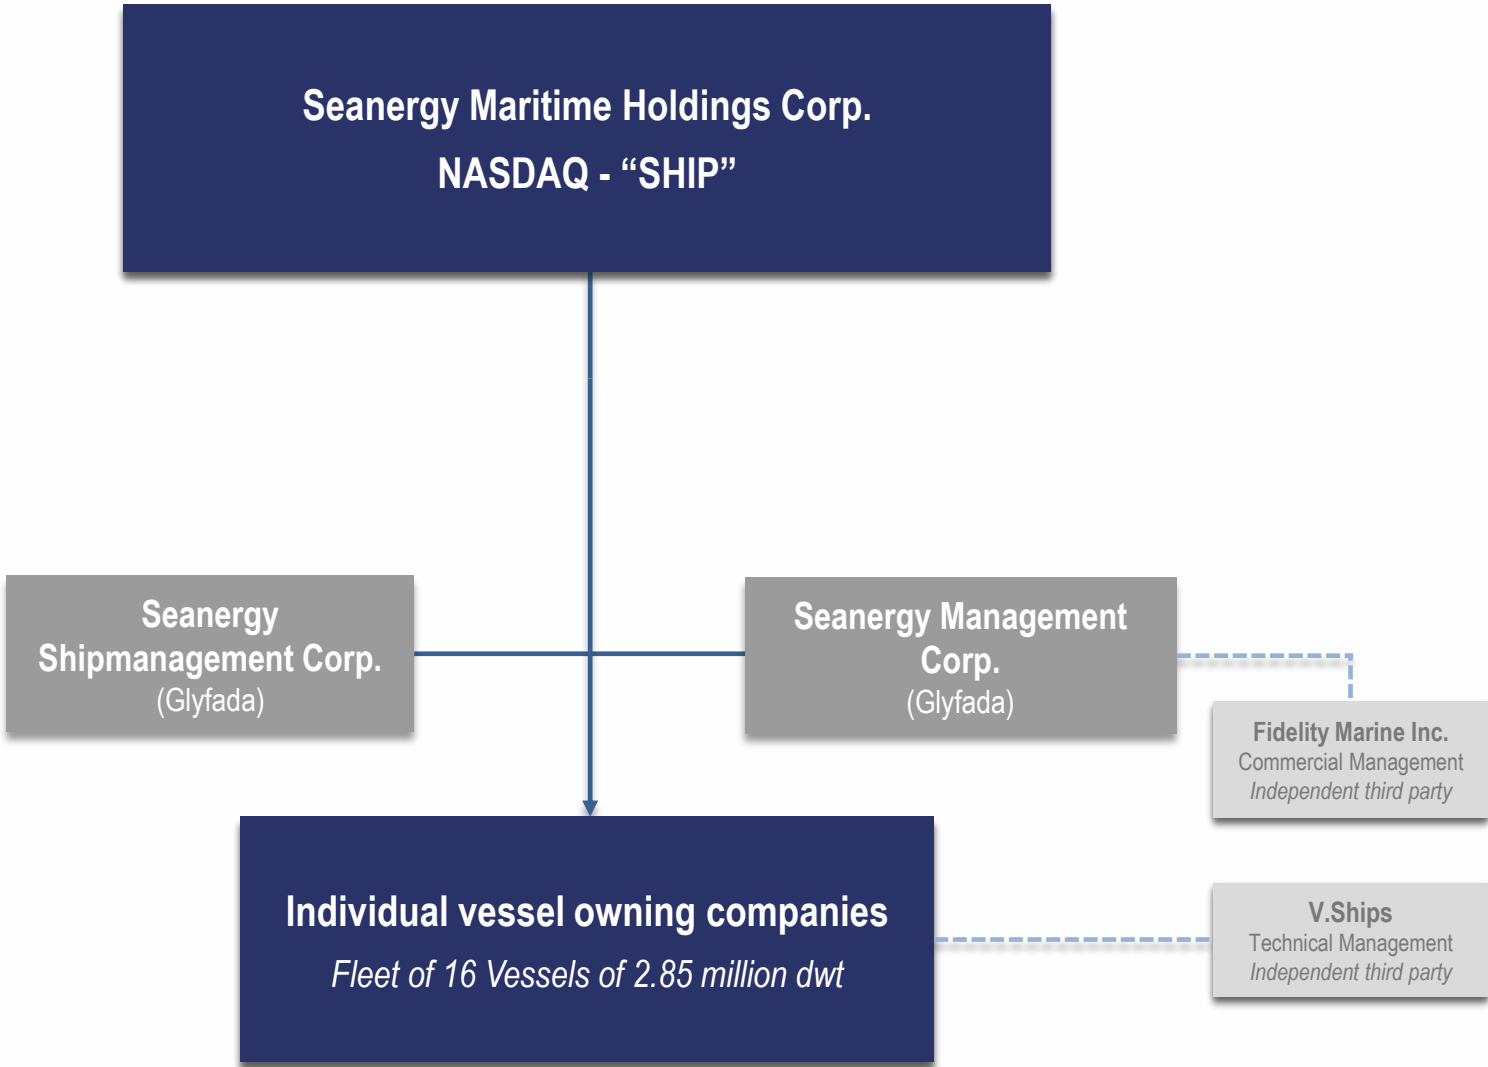 Seanergy Maritime Holdings Corp.
NASDAQ - “SHIP”
Seanergy
Shipmanagement Corp.
(Glyfada)
Seanergy Management
Corp.
(Glyfada)
Fidelity Marine Inc.
Commercial Management
Independent third party
Individual vessel owning companies
Fleet of 16 Vessels of 2.85 million dwt
V.Ships
Technical Management
Independent third party